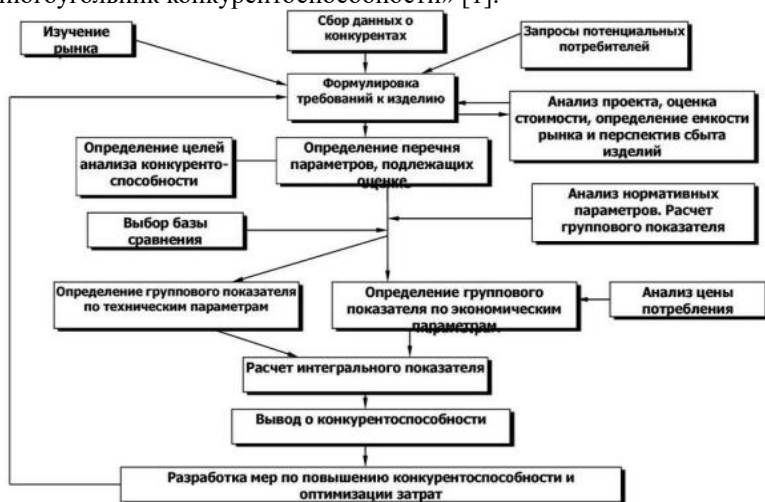 многоугольник конкурентоспособности» [1].
Изучение
рынка
Сбор данных о
конкурентах
Запросы потенциальных
потребителей
Формулировка
требований к изделию
Анализ проекта, оценка
стоимости, определение емкости
рынка и перспектив сбыта
изделий
Определение целей
анализа конкуренто-
способности
Определение перечня
параметров, подлежащих
оценке.
Анализ нормативных
параметров. Расчет
группового показателя
Выбор базы
сравнения
Определение группового показателя
по техническим параметрам
Определение группового
показателя по экономическим
параметрам.
Анализ цены
потребления
Расчет интегрального показателя
Вывод о конкурентоспособности
Разработка мер по повышению конкурентоспособности и
оптимизации затрат